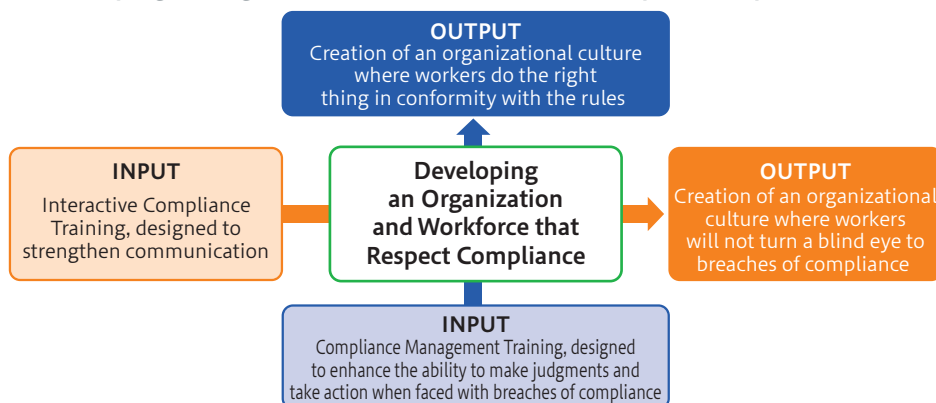 OUTPUT
Creation of an organizational culture
where workers do the right
thing in conformity with the rules
INPUT
Interactive Compliance
Training, designed to
strengthen communication
Developing
an Organization
and Workforce that
Respect Compliance
OUTPUT
Creation of an organizational
culture where workers
will not turn a blind eye to
breaches of compliance
INPUT
Compliance Management Training, designed
to enhance the ability to make judgments and
take action when faced with breaches of compliance